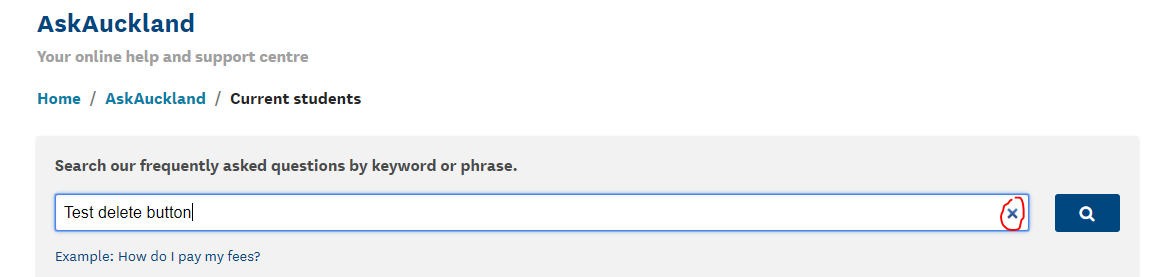 AskAuckland
Your online help and support centre
Home / AskAuckland / Current students
Search our frequently asked questions by keyword or phrase.
Test delete button
Example: How do I pay my fees?